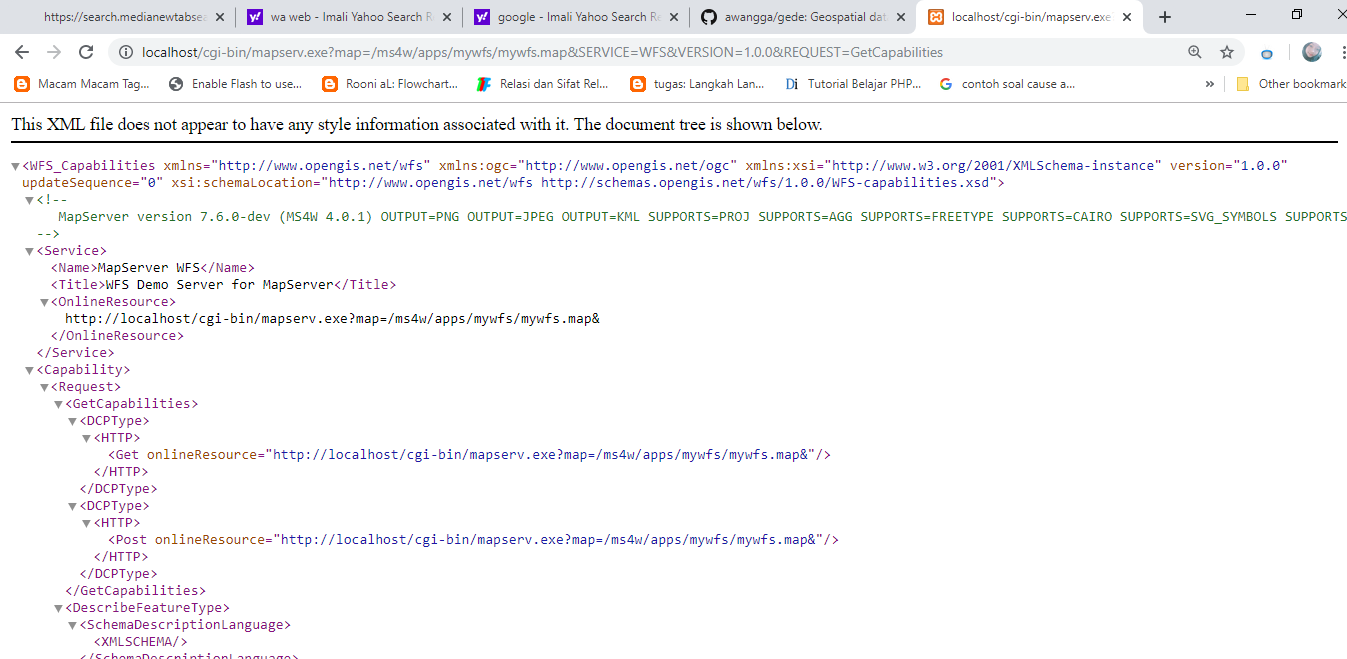 https://search.medianewtabsea
wa web - Imali Yahoo Search R
google - Imali Yahoo Search Re
awangga/gede: Geospatial dat
localhost/cgi-bin/mapserv.exe?
localhost/cgi-bin/mapserv.exe?map=/ms4w/apps/mywfs/mywfs.map&SERVICE=WFS&VERSION=1.0.0&REQUEST=GetCapabilities
Macam Macam Tag...
Enable Flash to use...
Rooni aL: Flowchart...
Relasi dan Sifat Rel...
tugas: Langkah Lan...
Di Tutorial Belajar PHP...
contoh soal cause a...
» Other bookmark
This XML file does not appear to have any style information associated with it. The document tree is shown below.
▼<WFS_Capabilities xmlns="http://www.opengis.net/wfs" xmlns:ogc="http://www.opengis.net/ogc" xmlns:xsi="http://www.w3.org/2001/XMLSchema-instance" version="1.0.0"
updateSequence="0" xsi:schemaLocation="http://www.opengis.net/wfs http://schemas.opengis.net/wfs/1.0.0/WFS-capabilities.xsd">
▼<!--
MapServer version 7.6.0-dev (MS4W 4.0.1) OUTPUT=PNG OUTPUT=JPEG OUTPUT=KML SUPPORTS=PROJ SUPPORTS=AGG SUPPORTS=FREETYPE SUPPORTS=CAIRO SUPPORTS=SVG_SYMBOLS SUPPORTS
-->
▼<Service>
<Name>MapServer WFS</Name>
<Title>WFS Demo Server for MapServer</Title>
▼<OnlineResource>
http://localhost/cgi-bin/mapserv.exe?map=/ms4w/apps/mywfs/mywfs.map&
</OnlineResource>
</Service>
▼<Capability>
▼<Request>
▼<GetCapabilities>
▼<DCPType>
▼<HTTP>
<Get onlineResource="http://localhost/cgi-bin/mapserv.exe?map=/ms4w/apps/mywfs/mywfs.map&"/>
</HTTP>
</DCPType>
▼<DCPType>
▼<HTTP>
<Post onlineResource="http://localhost/cgi-bin/mapserv.exe?map=/ms4w/apps/mywfs/mywfs.map&"/>
</HTTP>
</DCPType>
</GetCapabilities>
▼<DescribeFeatureType>
▼<SchemaDescriptionLanguage>
<XMLSCHEMA/>
</SchemaDescriptionLanguage>